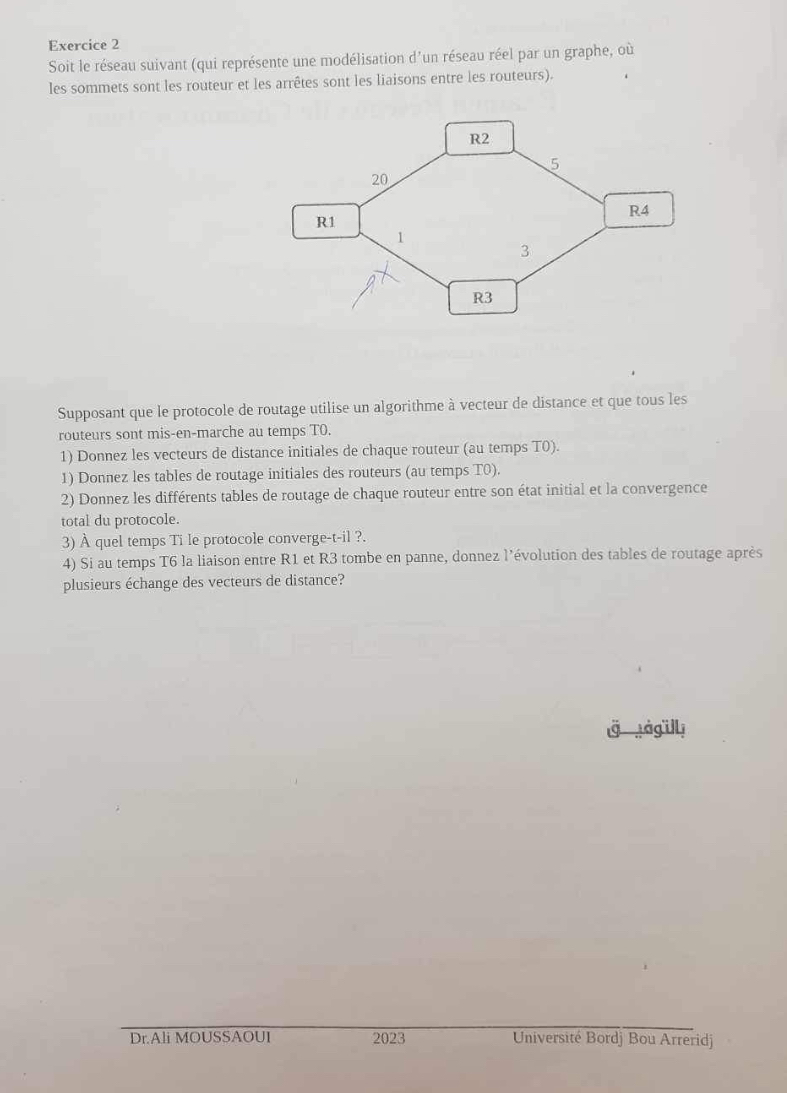 Exercice 2
Soit le réseau suivant (qui représente une modélisation d'un réseau réel par un graphe, où
les sommets sont les routeur et les arrêtes sont les liaisons entre les routeurs).
R2
20
5
R1
R4
1
3
R3
Supposant que le protocole de routage utilise un algorithme à vecteur de distance et que tous les
routeurs sont mis-en-marche au temps T0.
1) Donnez les vecteurs de distance initiales de chaque routeur (au temps T0).
1) Donnez les tables de routage initiales des routeurs (au temps T0).
2) Donnez les différents tables de routage de chaque routeur entre son état initial et la convergence
total du protocole.
3) À quel temps Ti le protocole converge-t-il ?.
4) Si au temps T6 la liaison entre R1 et R3 tombe en panne, donnez l'évolution des tables de routage aprés
plusieurs échange des vecteurs de distance?
بالتوفيــق
Dr.Ali MOUSSAOUI 2023 Université Bordj Bou Arreridj